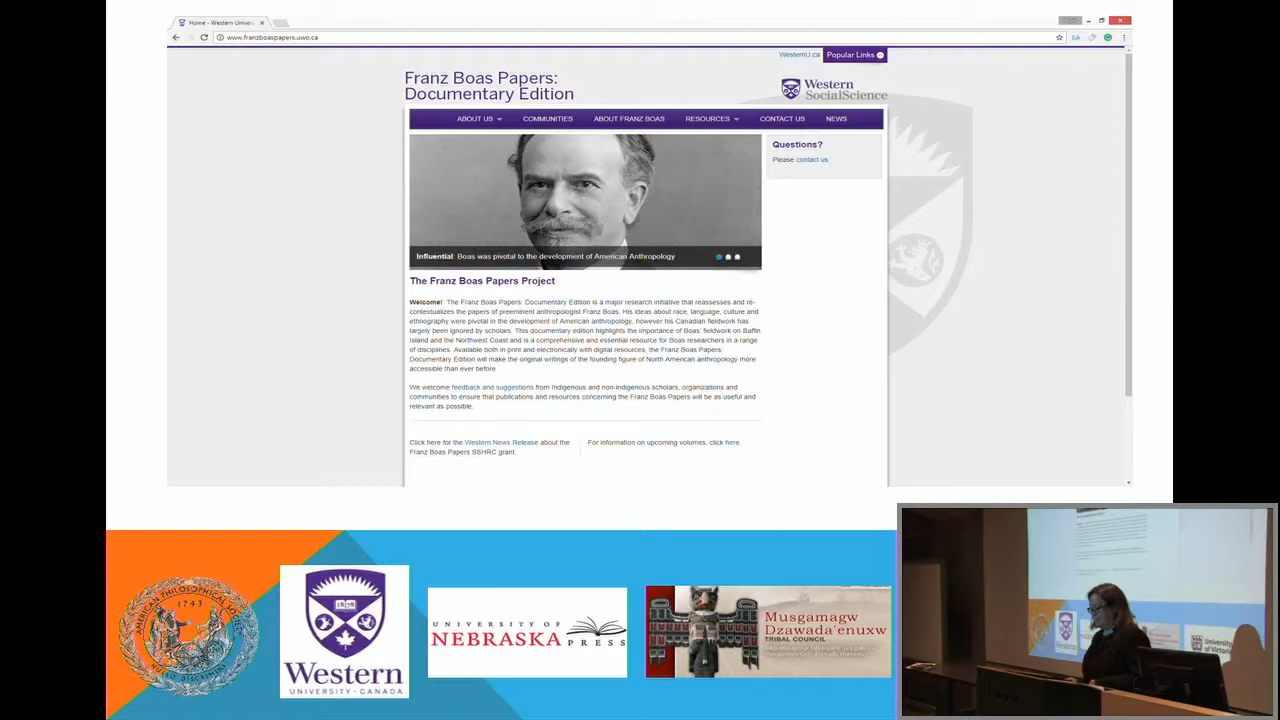 Home - Western Univer
www.franzboaspapers.uwo.ca
WesternU.ca Popular Links
Franz Boas Papers:
Documentary Edition
Western
SocialScience
ABOUT US COMMUNITIES ABOUT FRANZ BOAS RESOURCES CONTACT US NEWS
Questions?
Please contact us
Influential: Boas was pivotal to the development of American Anthropology
The Franz Boas Papers Project
Welcome! The Franz Boas Papers: Documentary Edition is a major research initiative that reassesses and re-
contextualizes the papers of preeminent anthropologist Franz Boas. His ideas about race, language, culture and
ethnography were pivotal in the development of American anthropology, however his Canadian fieldwork has
largely been ignored by scholars. This documentary edition highlights the importance of Boas' fieldwork on Baffin
Island and the Northwest Coast and is a comprehensive and essential resource for Boas researchers in a range
of disciplines. Available both in print and electronically with digital resources, the Franz Boas Papers:
Documentary Edition will make the original writings of the founding figure of North American anthropology more
accessible than ever before
We welcome feedback and suggestions from Indigenous and non-indigenous scholars, organizations and
communities to ensure that publications and resources concerning the Franz Boas Papers will be as useful and
relevant as possible.
Click here for the Western News Release about the
Franz Boas Papers SSHRC grant.
For information on upcoming volumes, click here.
AMERICAN PHILOSOPHICAL SOCIETY
1743
Western
UNIVERSITY · CANADA
UNIVERSITY OF
NEBRASKA
PRESS
Musgamagw
Dzawada'enuxw
TRIBAL COUNCIL
University
of Victoria